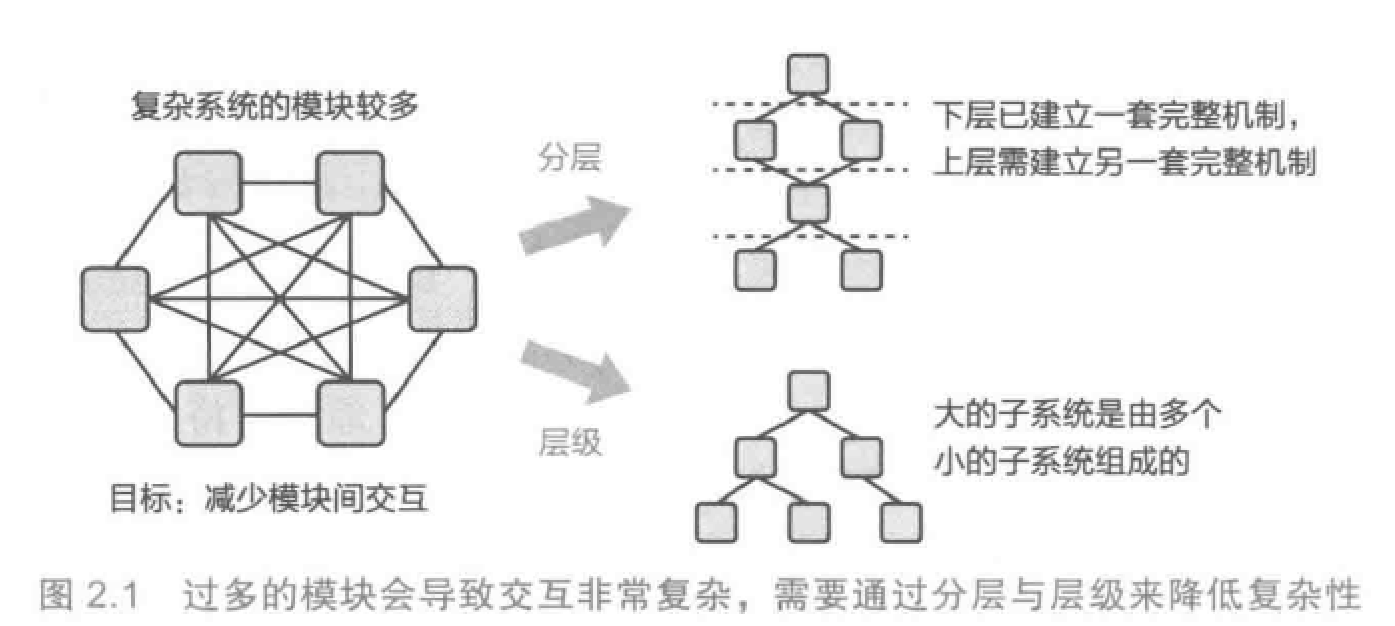 复杂系统的模块较多
分层
下层已建立一套完整机制，
上层需建立另一套完整机制
层级
大的子系统是由多个
小的子系统组成的
目标：减少模块间交互
图 2.1　过多的模块会导致交互非常复杂，需要通过分层与层级来降低复杂性